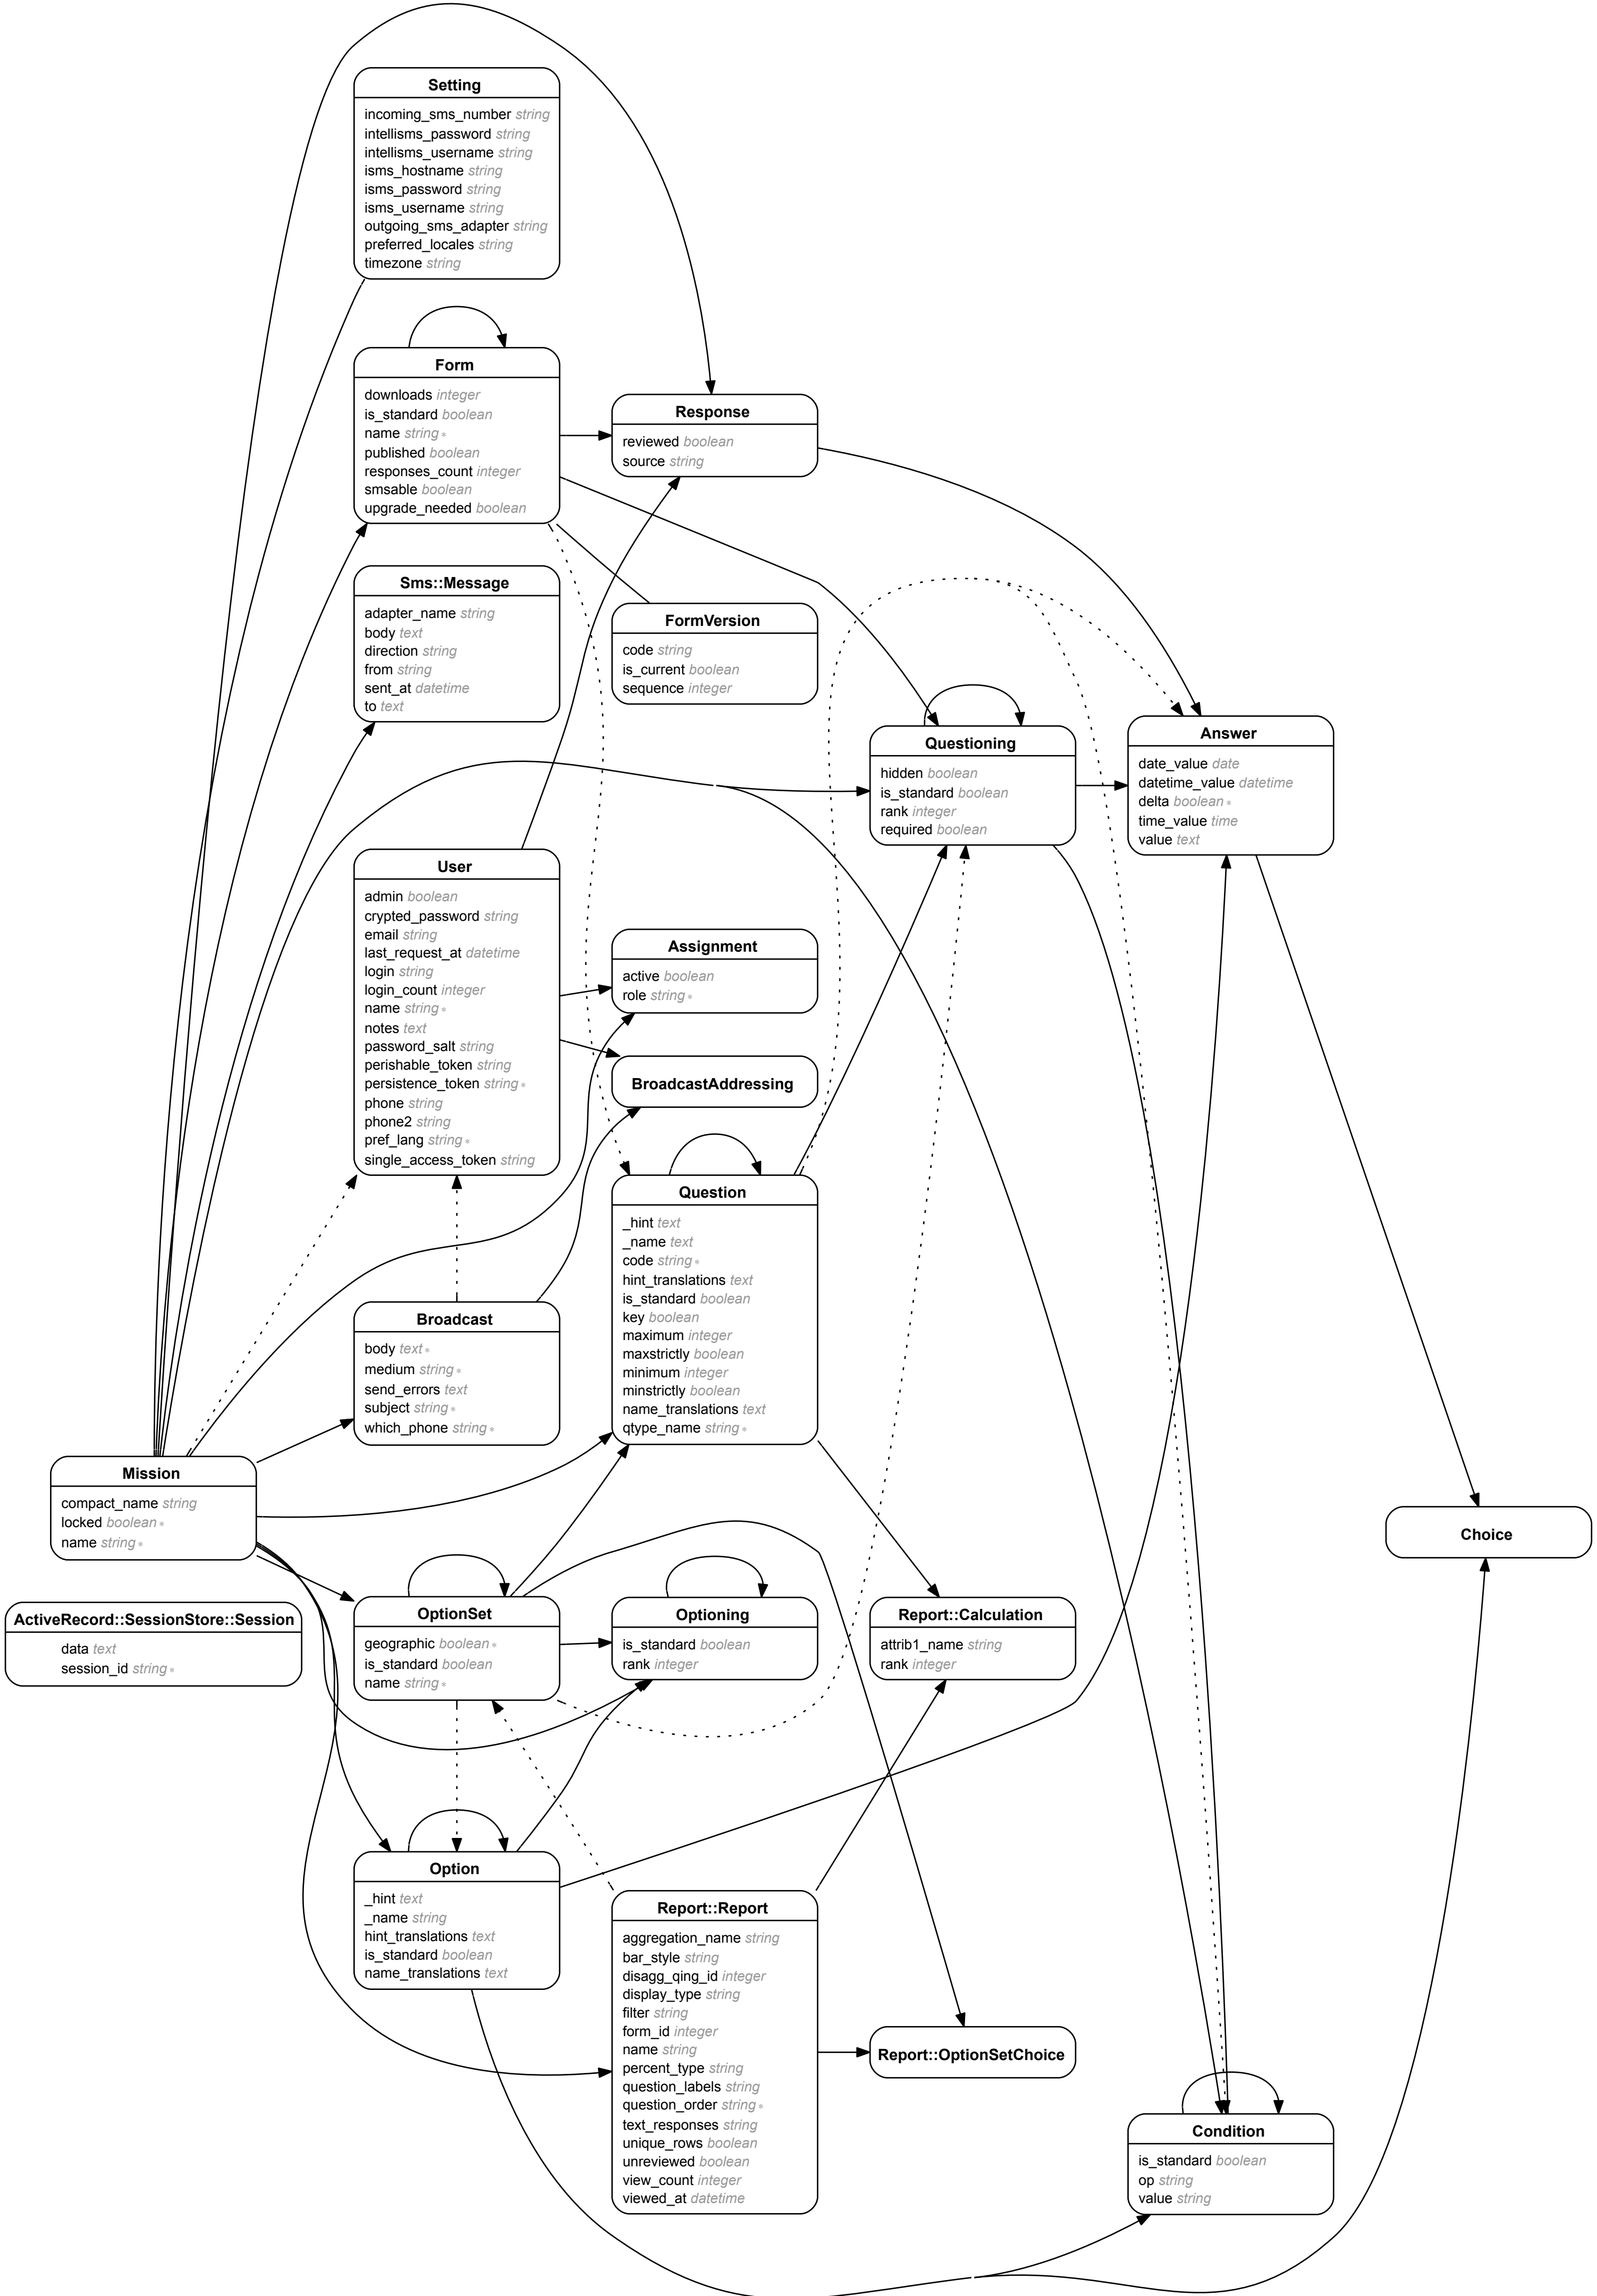 Setting
incoming_sms_number string
intellisms_password string
intellisms_username string
isms_hostname string
isms_password string
isms_username string
outgoing_sms_adapter string
preferred_locales string
timezone string
Form
downloads integer
is_standard boolean
name string *
published boolean
responses_count integer
smsable boolean
upgrade_needed boolean
Response
reviewed boolean
source string
Sms::Message
adapter_name string
body text
direction string
from string
sent_at datetime
to text
FormVersion
code string
is_current boolean
sequence integer
Questioning
hidden boolean
is_standard boolean
rank integer
required boolean
Answer
date_value date
datetime_value datetime
delta boolean *
time_value time
value text
User
admin boolean
crypted_password string
email string
last_request_at datetime
login string
login_count integer
name string *
notes text
password_salt string
perishable_token string
persistence_token string *
phone string
phone2 string
pref_lang string *
single_access_token string
Assignment
active boolean
role string *
BroadcastAddressing
Question
_hint text
_name text
code string *
hint_translations text
is_standard boolean
key boolean
maximum integer
maxstrictly boolean
minimum integer
minstrictly boolean
name_translations text
qtype_name string *
Broadcast
body text *
medium string *
send_errors text
subject string *
which_phone string *
Mission
compact_name string
locked boolean *
name string *
Choice
ActiveRecord::SessionStore::Session
data text
session_id string *
OptionSet
geographic boolean *
is_standard boolean
name string *
Optioning
is_standard boolean
rank integer
Report::Calculation
attrib1_name string
rank integer
Option
_hint text
_name string
hint_translations text
is_standard boolean
name_translations text
Report::Report
aggregation_name string
bar_style string
disagg_qing_id integer
display_type string
filter string
form_id integer
name string
percent_type string
question_labels string
question_order string *
text_responses string
unique_rows boolean
unreviewed boolean
view_count integer
viewed_at datetime
Report::OptionSetChoice
Condition
is_standard boolean
op string
value string